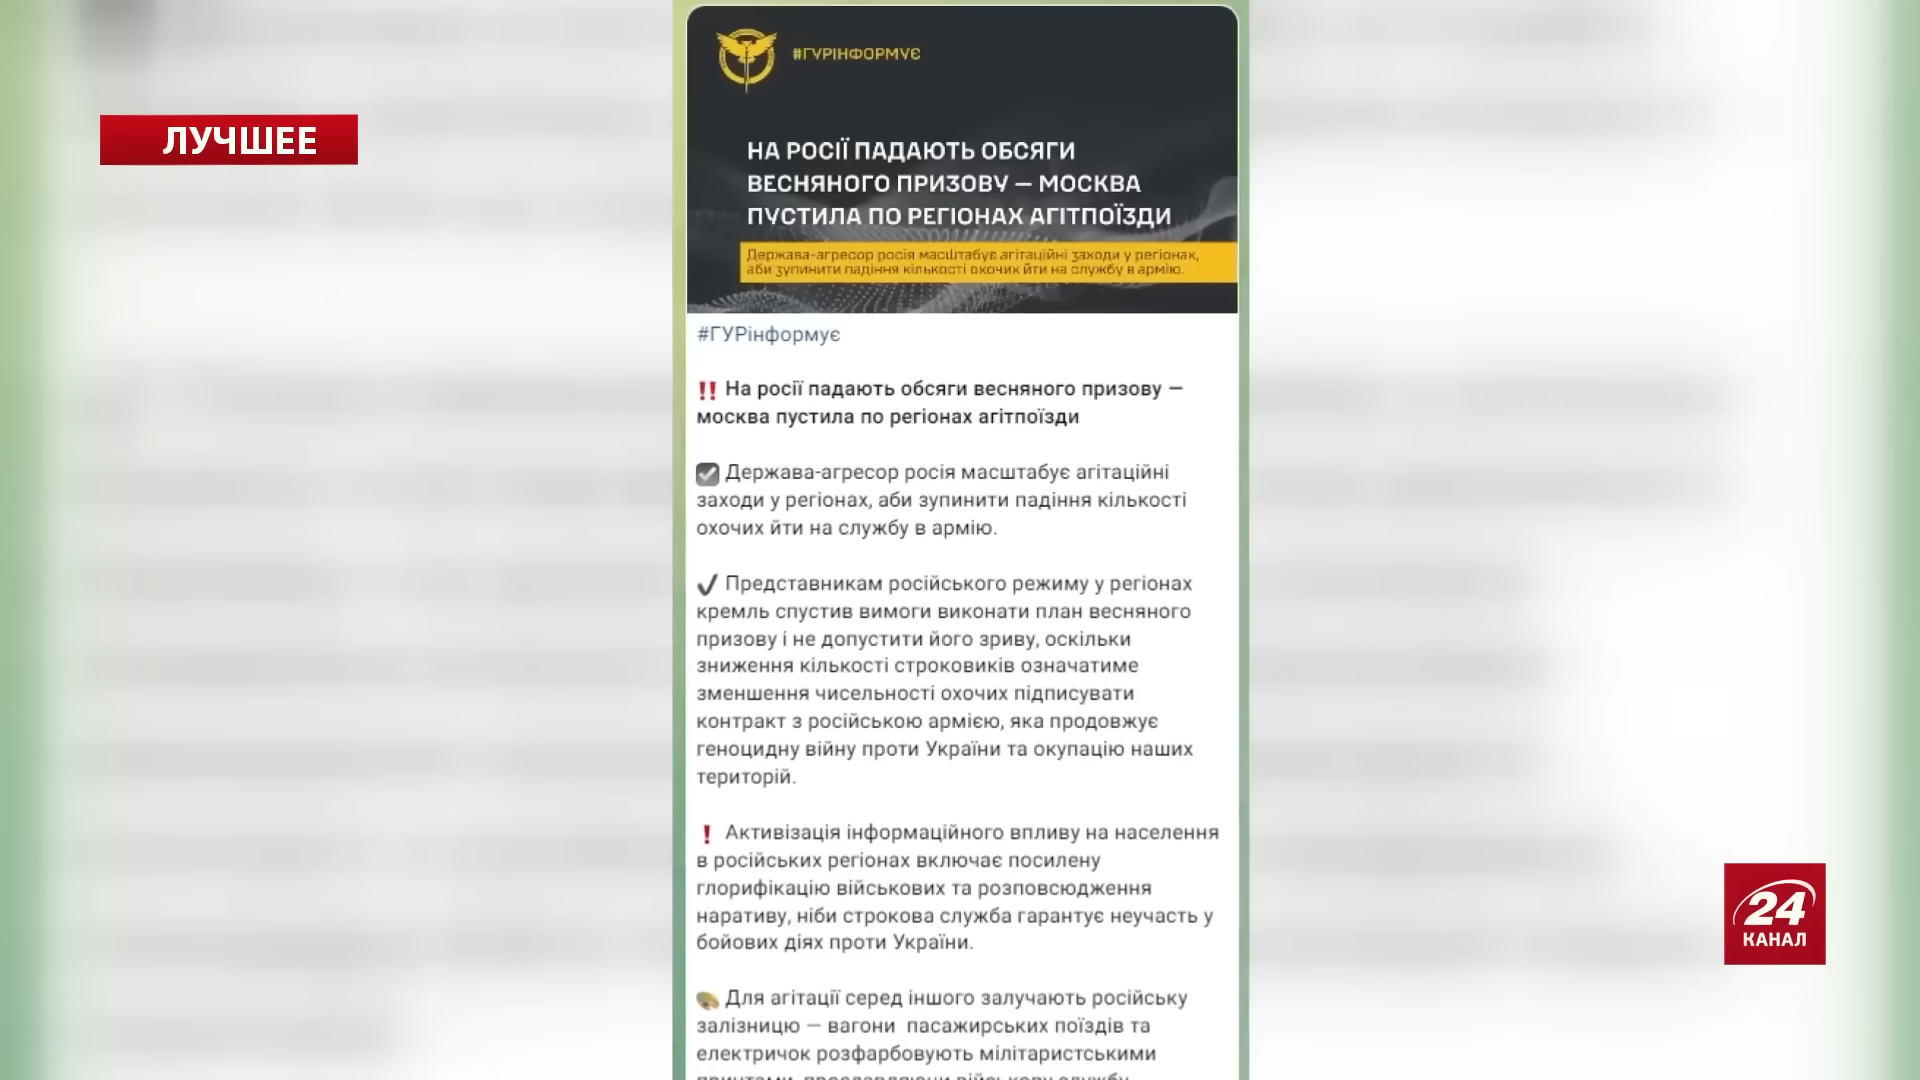 #ГУРІНФОРМУЄ
ЛУЧШЕЕ
НА РОСІЇ ПАДАЮТЬ ОБСЯГИ
ВЕСНЯНОГО ПРИЗОВУ — МОСКВА
ПУСТИЛА ПО РЕГІОНАХ АГІТПОЇЗДИ
Держава-агресор росія масштабує агітаційні заходи у регіонах,
аби зупинити падіння кількості охочих йти на службу в армію.
#ГУРінформує
‼ На росії падають обсяги весняного призову —
москва пустила по регіонах агітпоїзди
☑ Держава-агресор росія масштабує агітаційні
заходи у регіонах, аби зупинити падіння кількості
охочих йти на службу в армію.
✔ Представникам російського режиму у регіонах
кремль спустив вимоги виконати план весняного
призову і не допустити його зриву, оскільки
зниження кількості строковиків означатиме
зменшення чисельності охочих підписувати
контракт з російською армією, яка продовжує
геноцидну війну проти України та окупацію наших
територій.
❗ Активізація інформаційного впливу на населення
в російських регіонах включає посилену
глорифікацію військових та розповсюдження
наративу, ніби строкова служба гарантує неучасть у
бойових діях проти України.
🎨 Для агітації серед іншого залучають російську
залізницю — вагони пасажирських поїздів та
електричок розфарбовують мілітаристськими
принтами, прославляючи військову службу
24
КАНАЛ